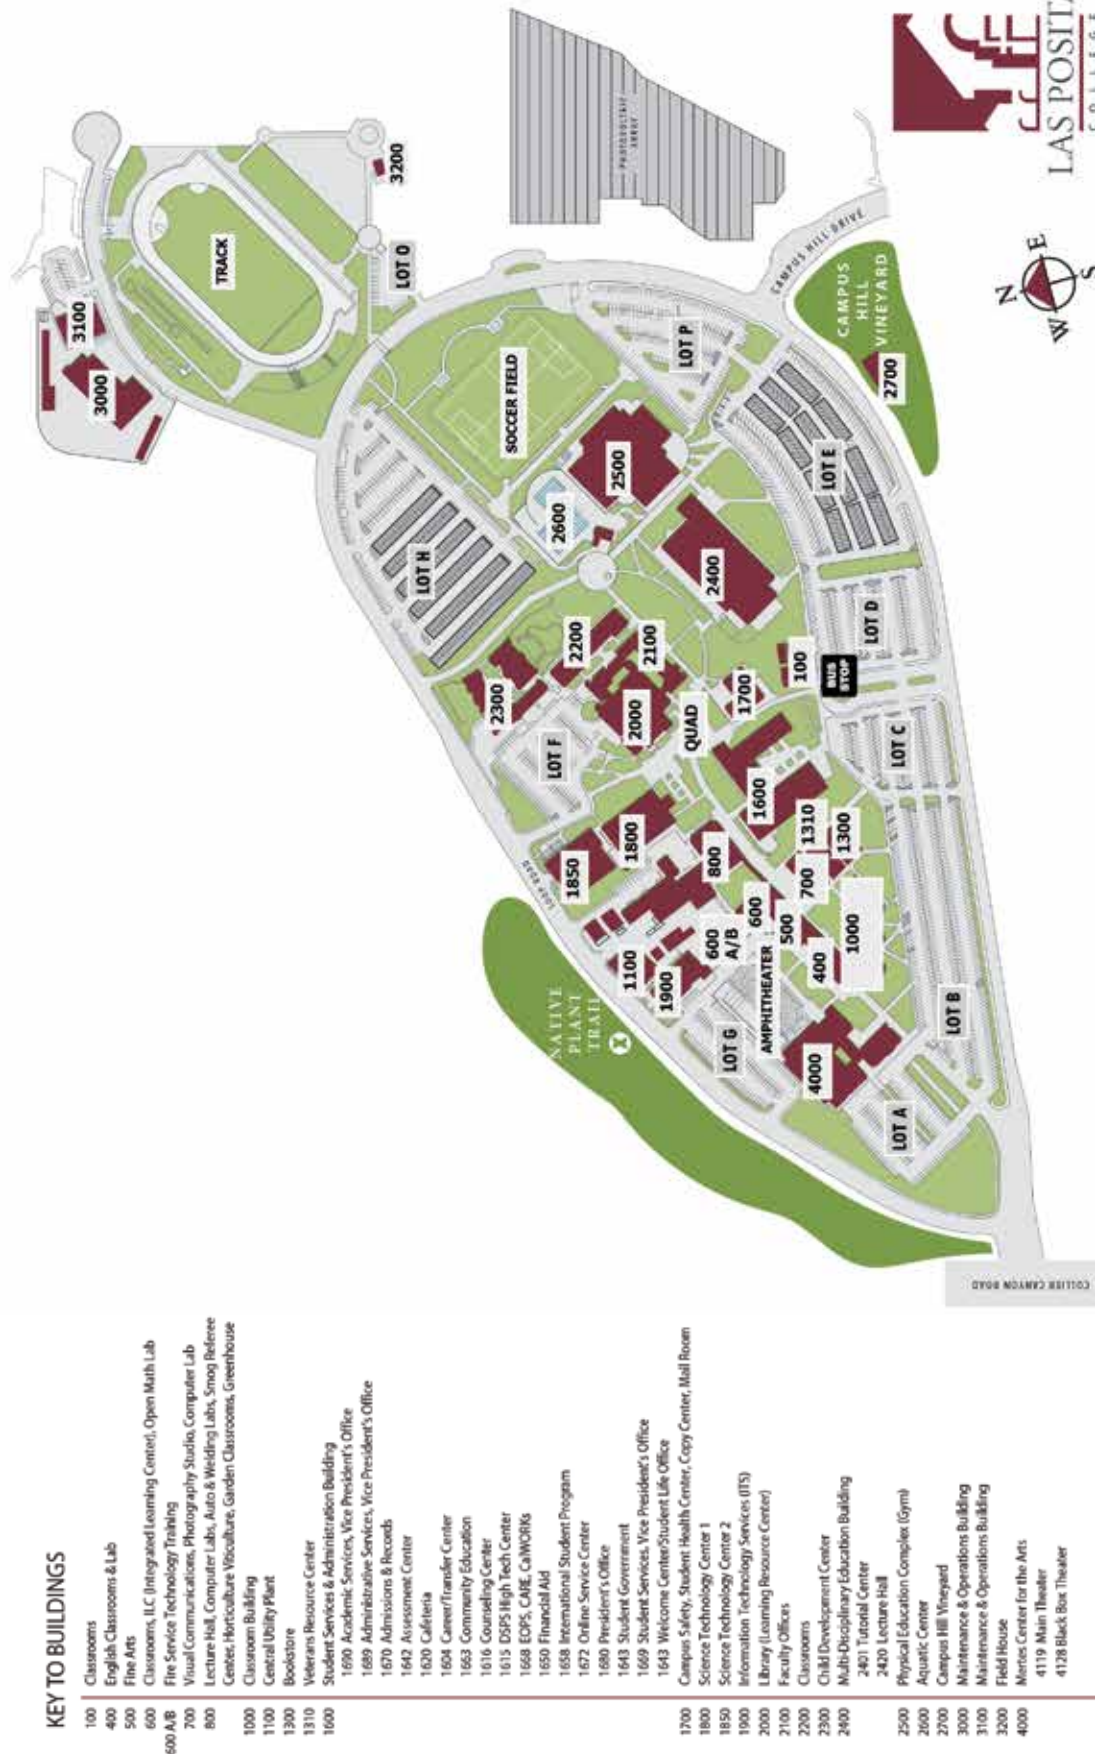 KEY TO BUILDINGS
100 Classrooms
400 English Classrooms & Lab
500 Fine Arts
600 Classrooms, ILC (Integrated Learning Center), Open Math Lab
600 A/B Fire Service Technology Training
700 Visual Communications, Photography Studio, Computer Lab
800 Lecture Hall, Computer Labs, Auto & Welding Labs, Smog Referee
Center, Horticulture/Viticulture, Garden Classrooms, Greenhouse
1000 Classroom Building
1100 Central Utility Plant
1300 Bookstore
1310 Veterans Resource Center
1600 Student Services & Administration Building
1690 Academic Services, Vice President's Office
1689 Administrative Services, Vice President's Office
1670 Admissions & Records
1642 Assessment Center
1620 Cafeteria
1604 Career/Transfer Center
1663 Community Education
1616 Counseling Center
1615 DSPS High Tech Center
1668 EOPS, CARE, CalWORKs
1650 Financial Aid
1658 International Student Program
1672 Online Service Center
1680 President's Office
1643 Student Government
1669 Student Services, Vice President's Office
1643 Welcome Center/Student Life Office
1700 Campus Safety, Student Health Center, Copy Center, Mail Room
1800 Science Technology Center 1
1850 Science Technology Center 2
1900 Information Technology Services (ITS)
2000 Library (Learning Resource Center)
2100 Faculty Offices
2200 Classrooms
2300 Child Development Center
2400 Multi-Disciplinary Education Building
2401 Tutorial Center
2420 Lecture Hall
2500 Physical Education Complex (Gym)
2600 Aquatic Center
2700 Campus Hill Vineyard
3000 Maintenance & Operations Building
3100 Maintenance & Operations Building
3200 Field House
4000 Mertes Center for the Arts
4119 Main Theater
4128 Black Box Theater
3100
3000
TRACK
3200
LOT O
PHOTOVOLTAIC
ARRAY
LOT H
SOCCER FIELD
2600
2500
LOT P
CAMPUS HILL DRIVE
CAMPUS
HILL
VINEYARD
2700
LOT E
2400
2300
2200
2100
2000
LOT F
QUAD
1700
100
BUS
STOP
LOT D
LOT C
LOOP ROAD
1850
1800
1600
1310
1300
800
700
600
600
A/B
500
400
1000
NATIVE
PLANT
TRAIL
X
1100
1900
AMPHITHEATER
LOT G
4000
LOT B
LOT A
COLLIER CANYON ROAD
N
E
S
W
LAS POSITA
COLLEGE